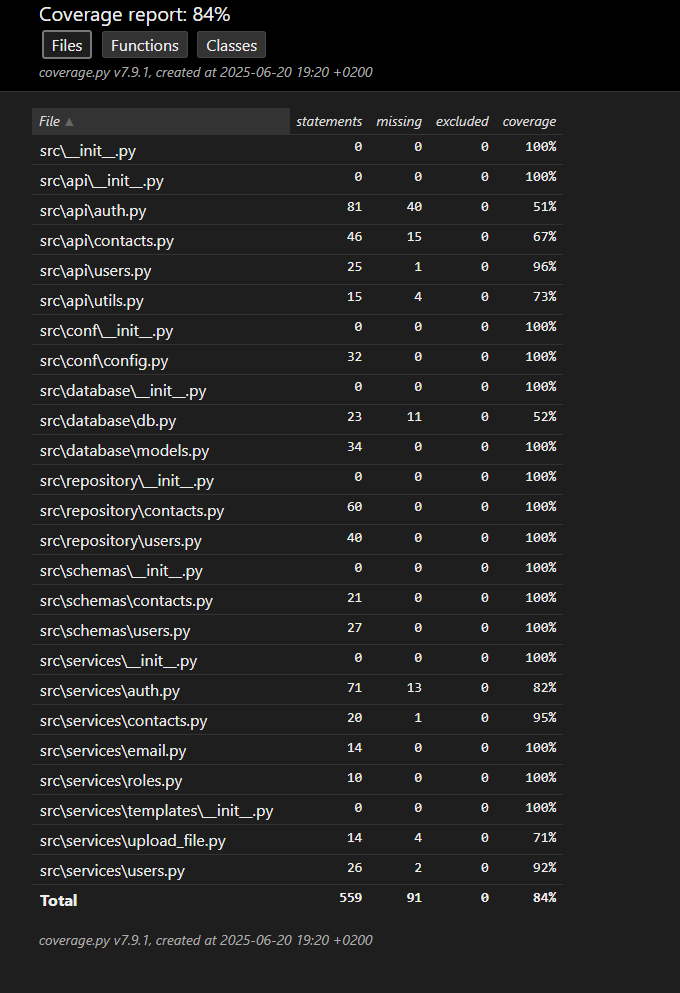 Coverage report: 84%
Files Functions Classes
coverage.py v7.9.1, created at 2025-06-20 19:20 +0200
File ▲ statements missing excluded coverage
src\__init__.py 0 0 0 100%
src\api\__init__.py 0 0 0 100%
src\api\auth.py 81 40 0 51%
src\api\contacts.py 46 15 0 67%
src\api\users.py 25 1 0 96%
src\api\utils.py 15 4 0 73%
src\conf\__init__.py 0 0 0 100%
src\conf\config.py 32 0 0 100%
src\database\__init__.py 0 0 0 100%
src\database\db.py 23 11 0 52%
src\database\models.py 34 0 0 100%
src\repository\__init__.py 0 0 0 100%
src\repository\contacts.py 60 0 0 100%
src\repository\users.py 40 0 0 100%
src\schemas\__init__.py 0 0 0 100%
src\schemas\contacts.py 21 0 0 100%
src\schemas\users.py 27 0 0 100%
src\services\__init__.py 0 0 0 100%
src\services\auth.py 71 13 0 82%
src\services\contacts.py 20 1 0 95%
src\services\email.py 14 0 0 100%
src\services\roles.py 10 0 0 100%
src\services\templates\__init__.py 0 0 0 100%
src\services\upload_file.py 14 4 0 71%
src\services\users.py 26 2 0 92%
Total 559 91 0 84%
coverage.py v7.9.1, created at 2025-06-20 19:20 +0200